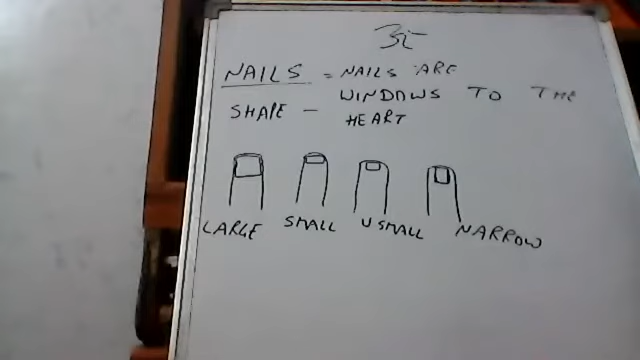 NAILS = NAILS ARE
WINDOWS TO THE
SHAPE - HEART
LARGE SMALL V SMALL NARROW